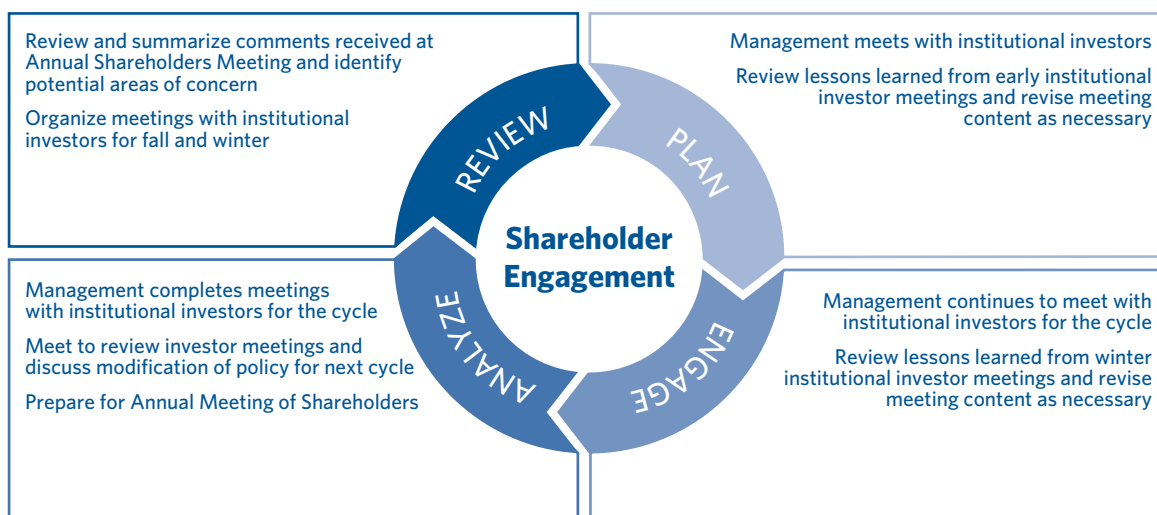 Review and summarize comments received at
Annual Shareholders Meeting and identify
potential areas of concern
Organize meetings with institutional
investors for fall and winter
REVIEW
Management meets with institutional investors
Review lessons learned from early institutional
investor meetings and revise meeting
content as necessary
PLAN
Shareholder
Engagement
Management continues to meet with
institutional investors for the cycle
Review lessons learned from winter
institutional investor meetings and revise
meeting content as necessary
ENGAGE
Management completes meetings
with institutional investors for the cycle
Meet to review investor meetings and
discuss modification of policy for next cycle
Prepare for Annual Meeting of Shareholders
ANALYZE